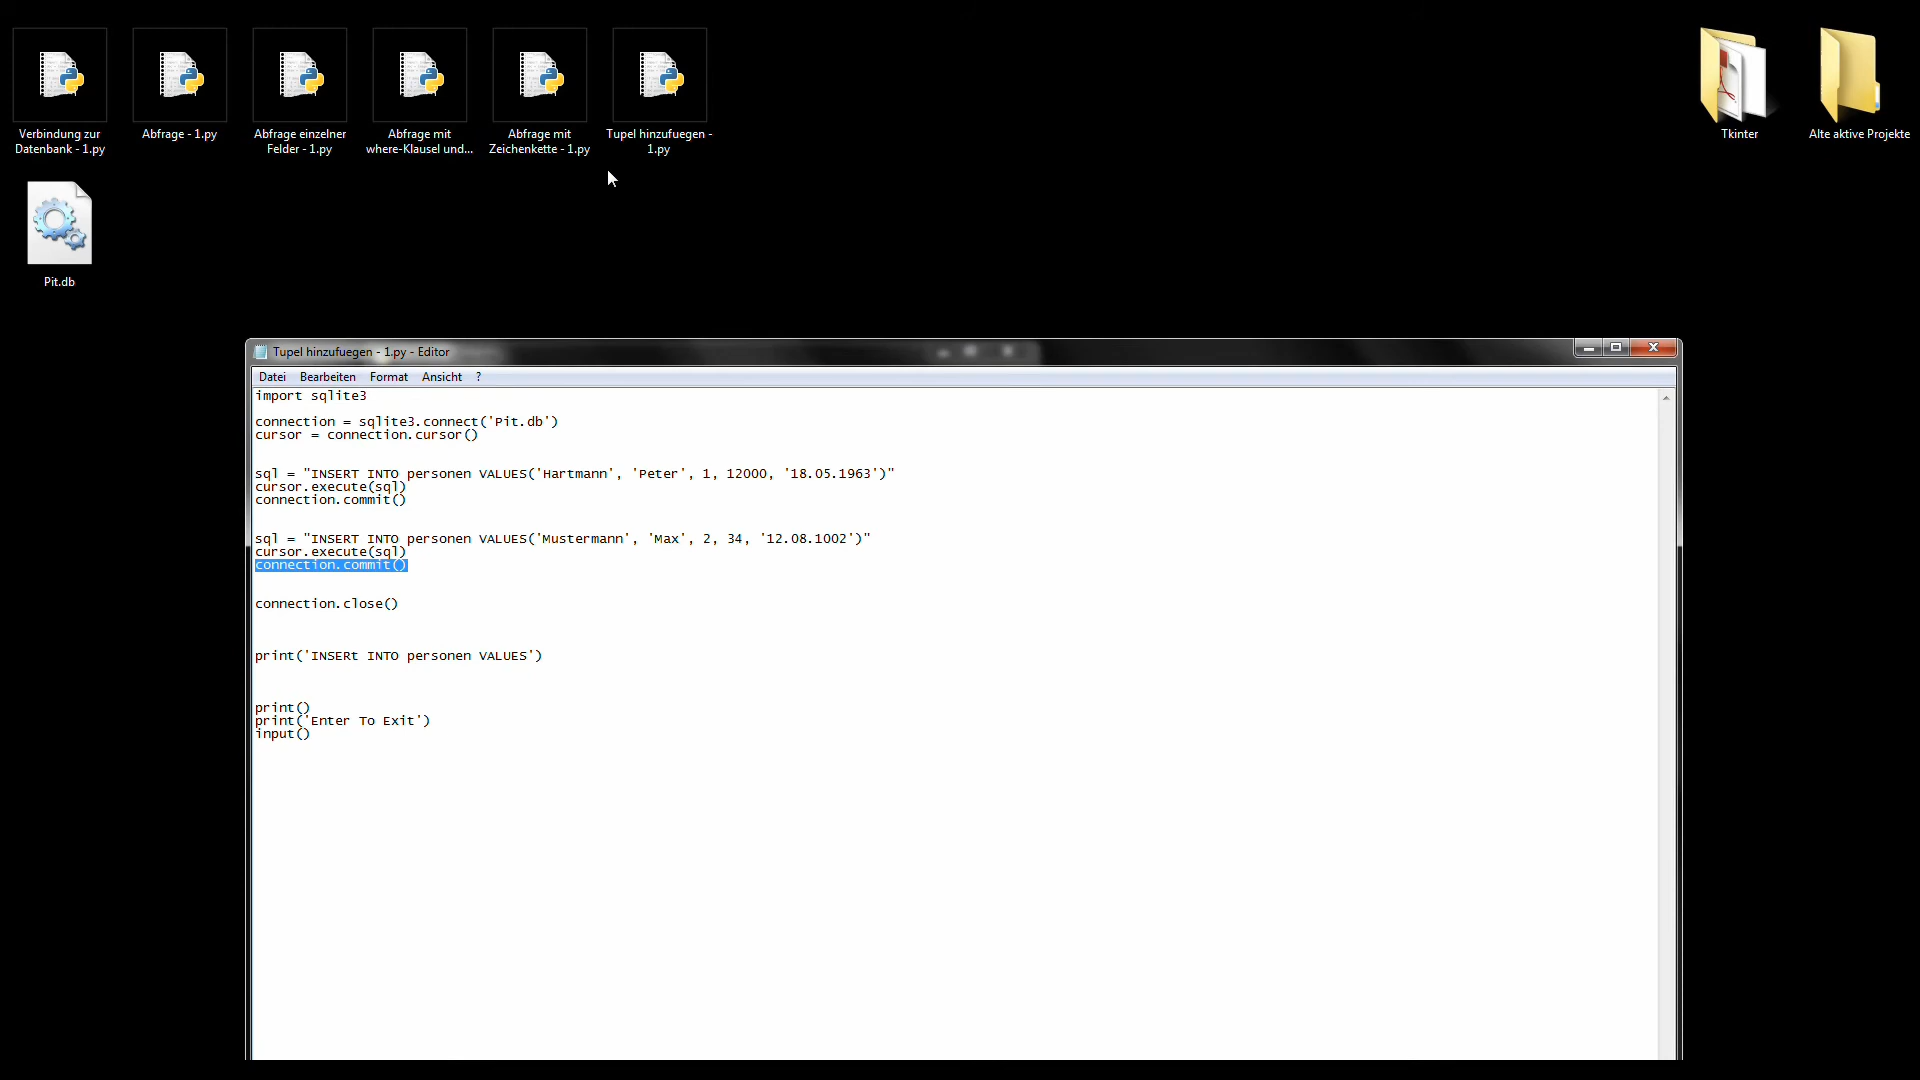 Verbindung zur
Datenbank - 1.py
Abfrage - 1.py
Abfrage einzelner
Felder - 1.py
Abfrage mit
where-Klausel und...
Abfrage mit
Zeichenkette - 1.py
Tupel hinzufuegen -
1.py
Tkinter
Alte aktive Projekte
Pit.db
Tupel hinzufuegen - 1.py - Editor
Datei Bearbeiten Format Ansicht ?
import sqlite3
connection = sqlite3.connect('Pit.db')
cursor = connection.cursor()
sql = "INSERT INTO personen VALUES('Hartmann', 'Peter', 1, 12000, '18.05.1963')"
cursor.execute(sql)
connection.commit()
sql = "INSERT INTO personen VALUES('Mustermann', 'Max', 2, 34, '12.08.1002')"
cursor.execute(sql)
connection.commit()
connection.close()
print('INSERt INTO personen VALUES')
print()
print('Enter To Exit')
input()